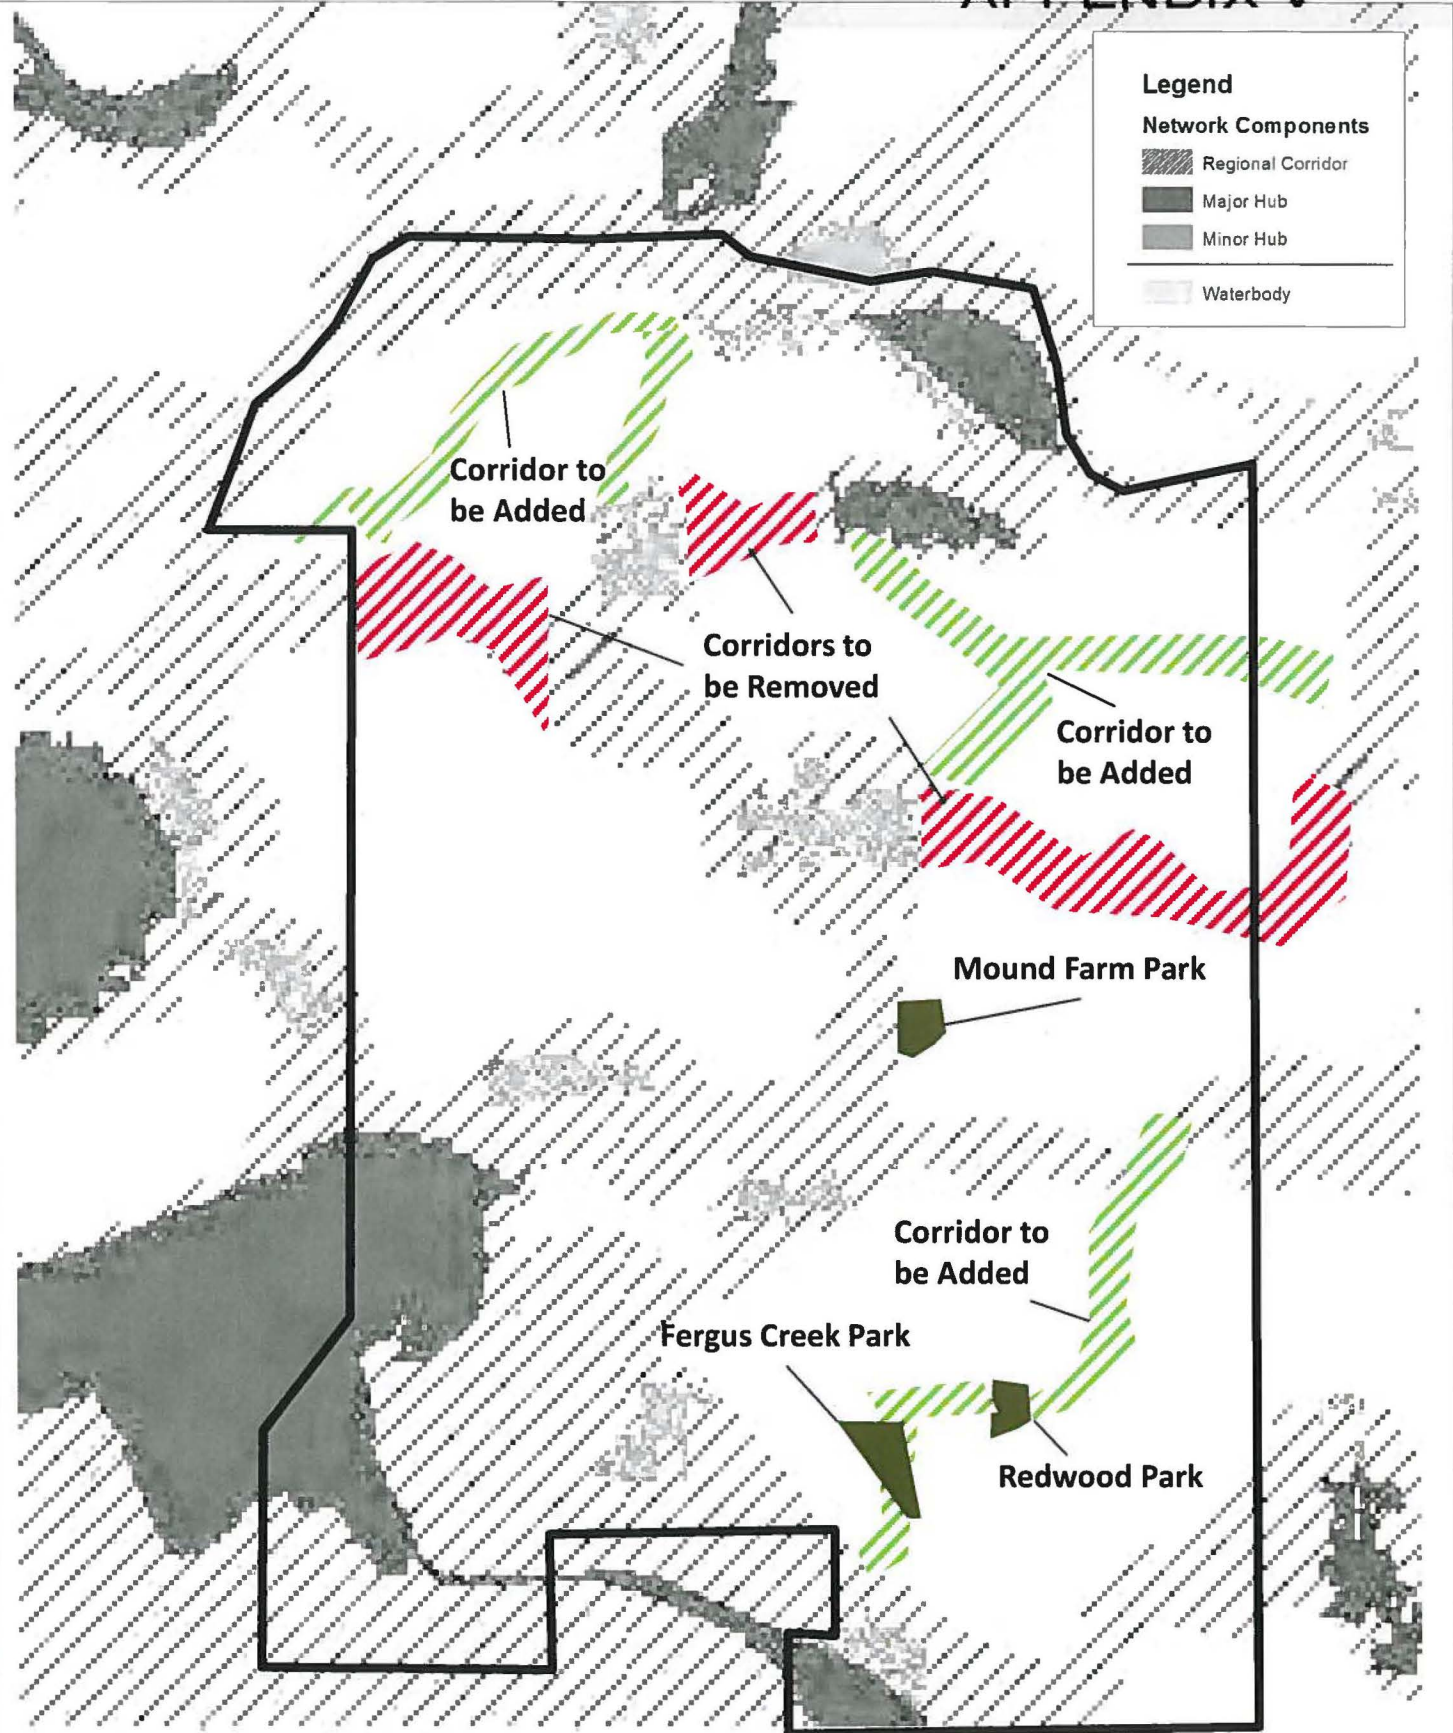 APPENDIX V
Legend
Network Components
Regional Corridor
Major Hub
Minor Hub
Waterbody
Corridor to
be Added
Corridors to
be Removed
Corridor to
be Added
Mound Farm Park
Corridor to
be Added
Fergus Creek Park
Redwood Park